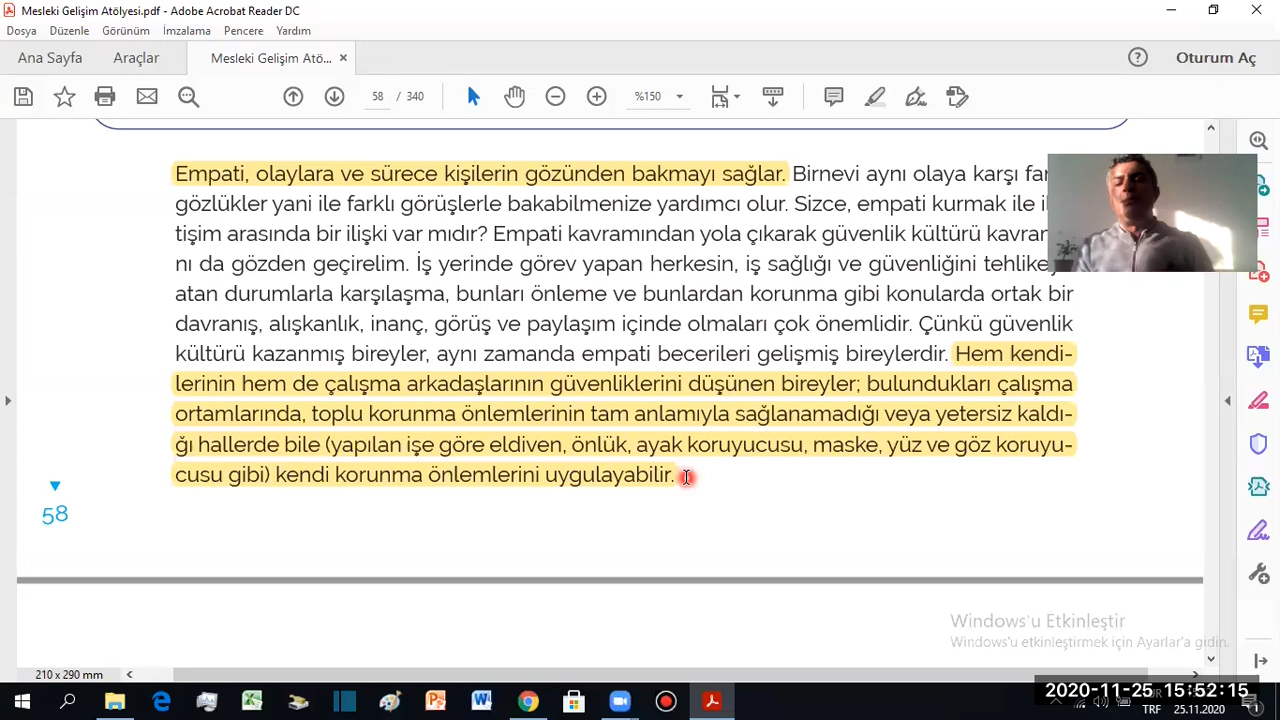 Mesleki Gelişim Atölyesi.pdf - Adobe Acrobat Reader DC
Dosya Düzenle Görünüm İmzalama Pencere Yardım
Ana Sayfa Araçlar Mesleki Gelişim Atö... × Oturum Aç
58 / 340 %150
Empati, olaylara ve sürece kişilerin gözünden bakmayı sağlar. Birnevi aynı olaya karşı
gözlükler yani ile farklı görüşlerle bakabilmenize yardımcı olur. Sizce, empati kurmak ile
tişim arasında bir ilişki var mıdır? Empati kavramından yola çıkarak güvenlik kültürü
nı da gözden geçirelim. İş yerinde görev yapan herkesin, iş sağlığı ve güvenliğini
atan durumlarla karşılaşma, bunları önleme ve bunlardan korunma gibi konularda ortak bir
davranış, alışkanlık, inanç, görüş ve paylaşım içinde olmaları çok önemlidir. Çünkü güvenlik
kültürü kazanmış bireyler, aynı zamanda empati becerileri gelişmiş bireylerdir. Hem kendi-
lerinin hem de çalışma arkadaşlarının güvenliklerini düşünen bireyler; bulundukları çalışma
ortamlarında, toplu korunma önlemlerinin tam anlamıyla sağlanamadığı veya yetersiz kaldı-
ğı hallerde bile (yapılan işe göre eldiven, önlük, ayak koruyucusu, maske, yüz ve göz koruyu-
cusu gibi) kendi korunma önlemlerini uygulayabilir.
58
Windows'u Etkinleştir
Windows'u etkinleştirmek için Ayarlar'a gidin.
210 x 290 mm
2020-11-25 15:52:15
TRF 25.11.2020